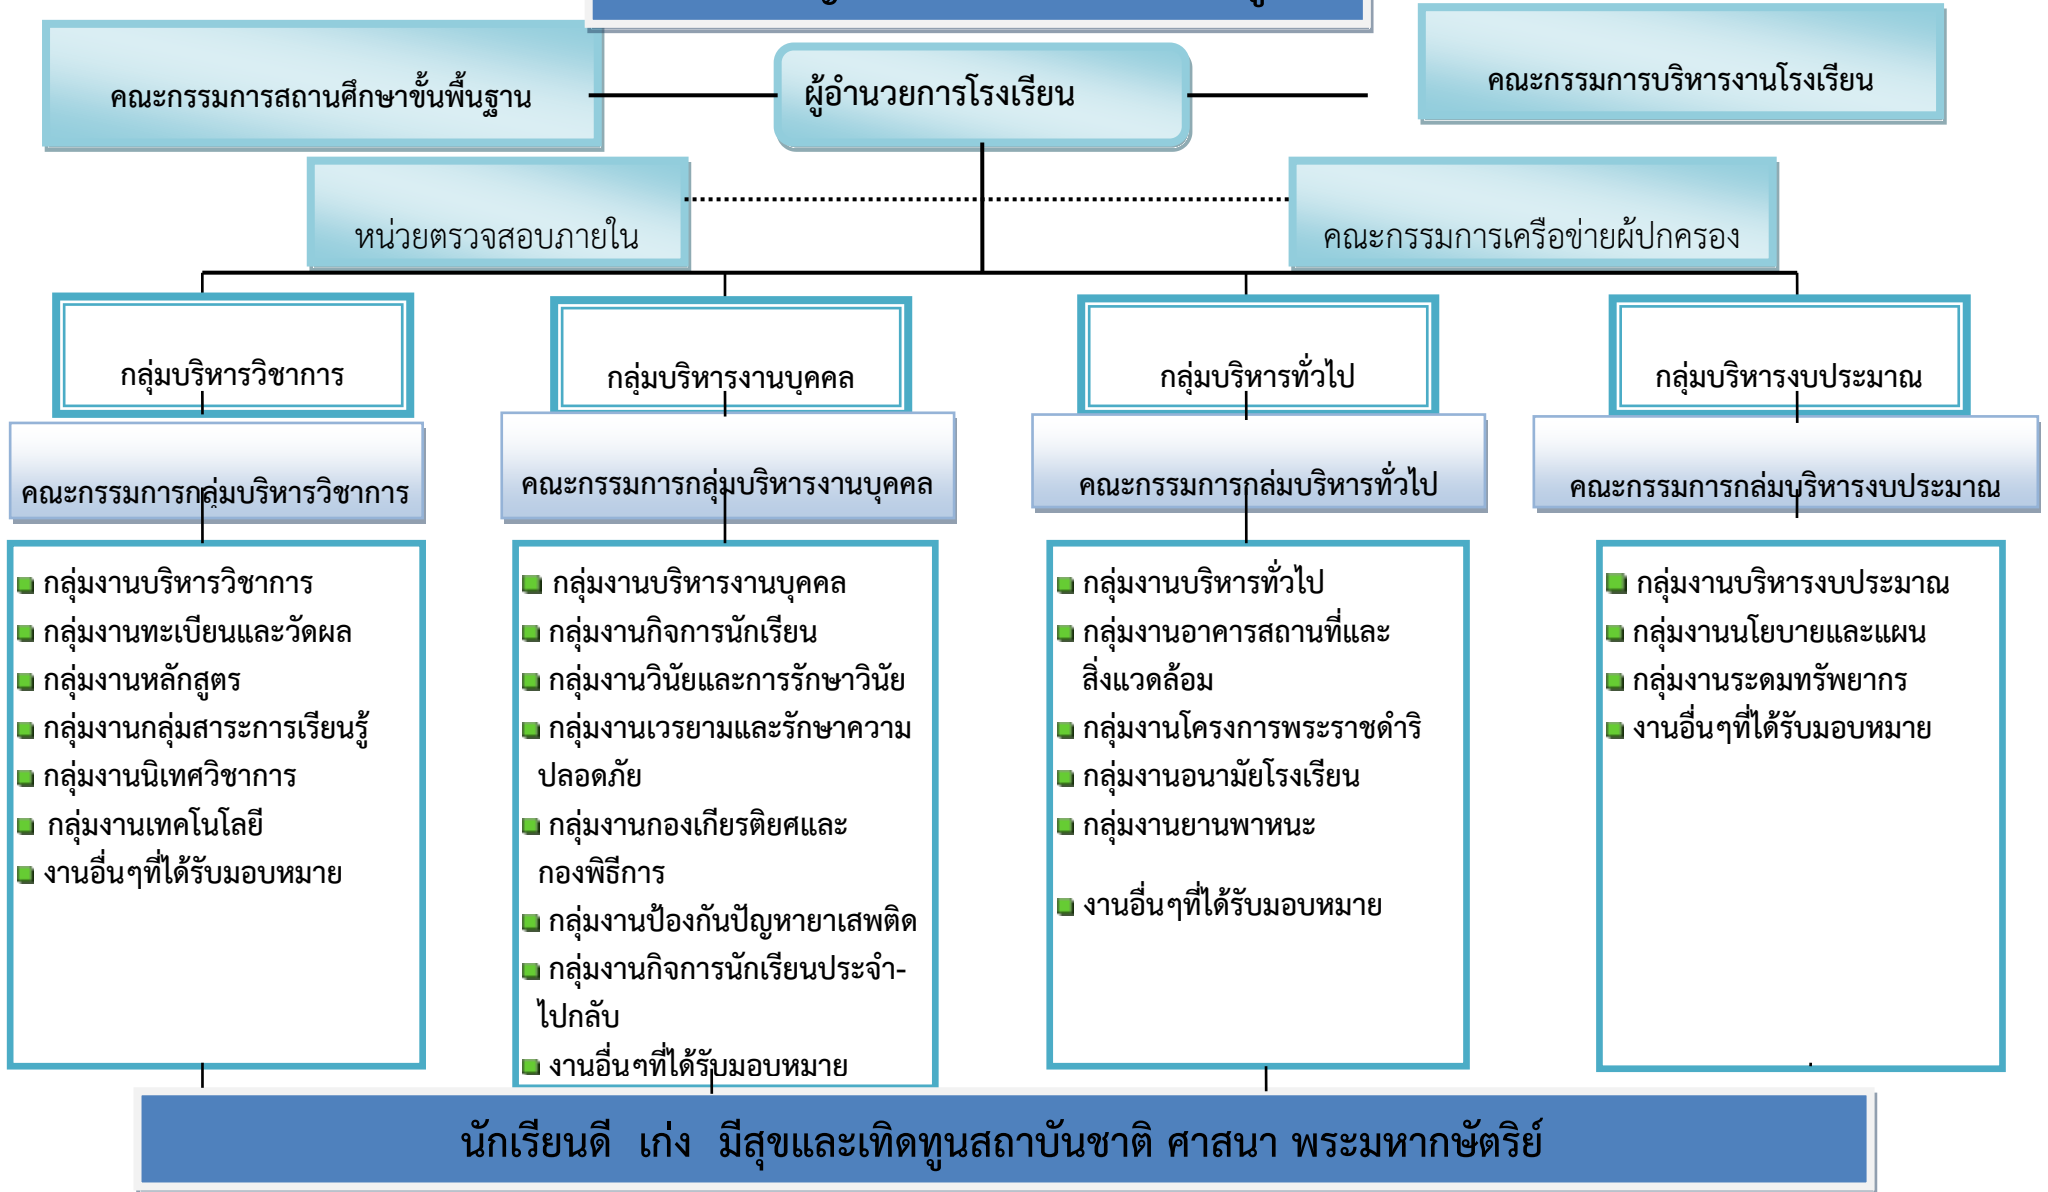 คณะกรรมการสถานศึกษาขั้นพื้นฐาน
ผู้อำนวยการโรงเรียน
คณะกรรมการบริหารงานโรงเรียน
หน่วยตรวจสอบภายใน
คณะกรรมการเครือข่ายผ้ปกครอง
กลุ่มบริหารวิชาการ
กลุ่มบริหารงานบุคคล
กลุ่มบริหารทั่วไป
กลุ่มบริหารงบประมาณ
คณะกรรมการกลุ่มบริหารวิชาการ
คณะกรรมการกลุ่มบริหารงานบุคคล
คณะกรรมการกล่มบริหารทั่วไป
คณะกรรมการกล่มบริหารงบประมาณ
กลุ่มงานบริหารวิชาการ
กลุ่มงานทะเบียนและวัดผล
กลุ่มงานหลักสูตร
กลุ่มงานกลุ่มสาระการเรียนรู้
กลุ่มงานนิเทศวิชาการ
กลุ่มงานเทคโนโลยี
งานอื่นๆที่ได้รับมอบหมาย
กลุ่มงานบริหารงานบุคคล
กลุ่มงานกิจการนักเรียน
กลุ่มงานวินัยและการรักษาวินัย
กลุ่มงานเวรยามและรักษาความ
ปลอดภัย
กลุ่มงานกองเกียรติยศและ
กองพิธีการ
กลุ่มงานป้องกันปัญหายาเสพติด
กลุ่มงานกิจการนักเรียนประจำ-
ไปกลับ
งานอื่นๆที่ได้รับมอบหมาย
กลุ่มงานบริหารทั่วไป
กลุ่มงานอาคารสถานที่และ
สิ่งแวดล้อม
กลุ่มงานโครงการพระราชดำริ
กลุ่มงานอนามัยโรงเรียน
กลุ่มงานยานพาหนะ
งานอื่นๆที่ได้รับมอบหมาย
กลุ่มงานบริหารงบประมาณ
กลุ่มงานนโยบายและแผน
กลุ่มงานระดมทรัพยากร
งานอื่นๆที่ได้รับมอบหมาย
นักเรียนดี เก่ง มีสุขและเทิดทูนสถาบันชาติ ศาสนา พระมหากษัตริย์